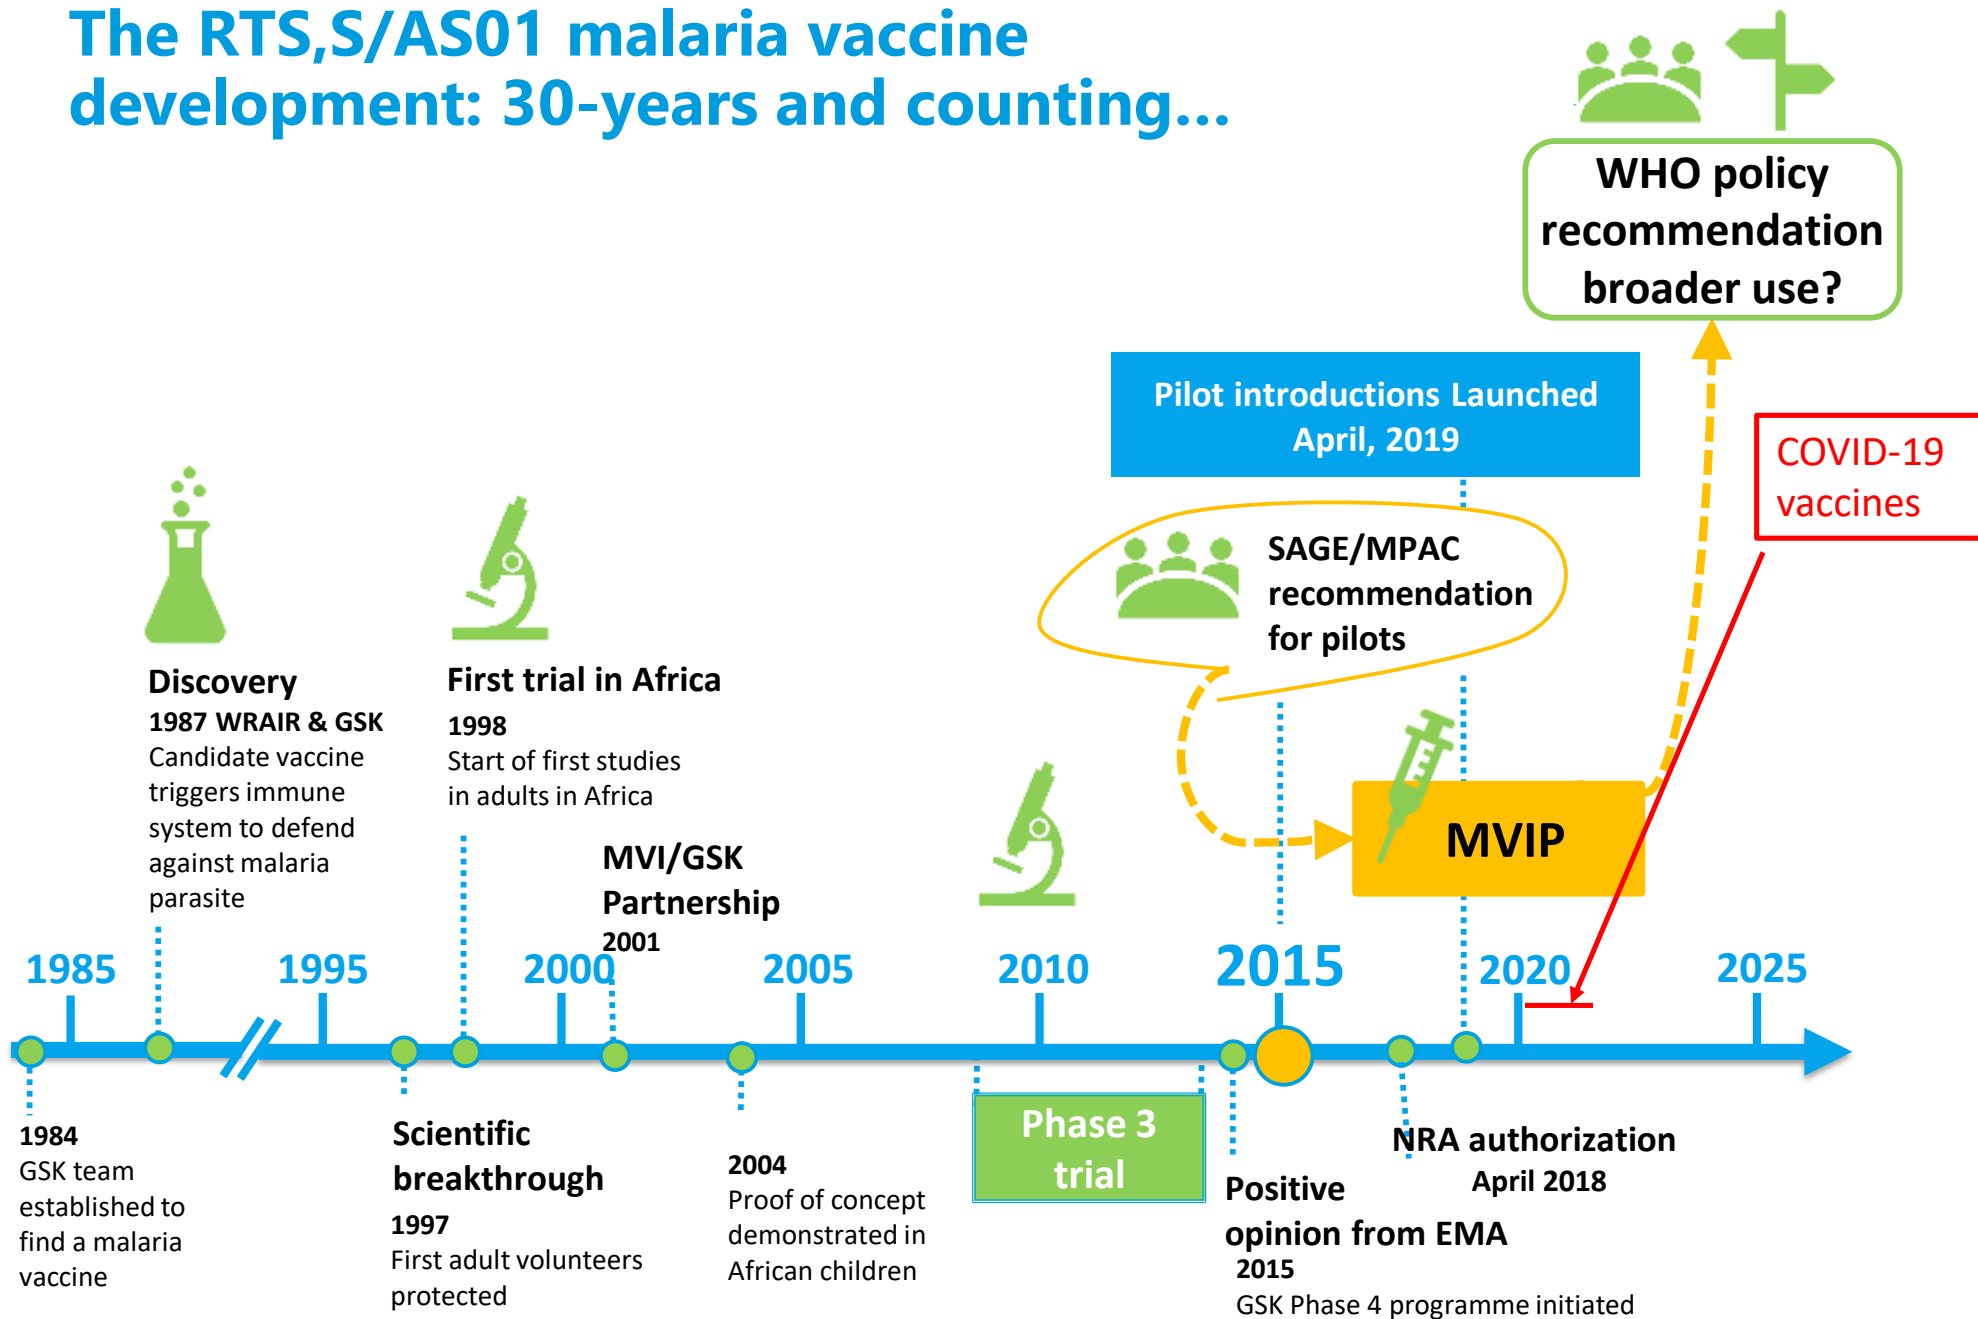 The RTS,S/AS01 malaria vaccine
development: 30-years and counting...
WHO policy
recommendation
broader use?
Pilot introductions Launched
April, 2019
COVID-19
vaccines
SAGE/MPAC
recommendation
for pilots
Discovery
1987 WRAIR & GSK
Candidate vaccine
triggers immune
system to defend
against malaria
parasite
First trial in Africa
1998
Start of first studies
in adults in Africa
MVI/GSK
Partnership
2001
MVIP
1985
1995
2000
2005
2010
2015
2020
2025
1984
GSK team
established to
find a malaria
vaccine
Scientific
breakthrough
1997
First adult volunteers
protected
2004
Proof of concept
demonstrated in
African children
Phase 3
trial
Positive
opinion from EMA
2015
GSK Phase 4 programme initiated
NRA authorization
April 2018